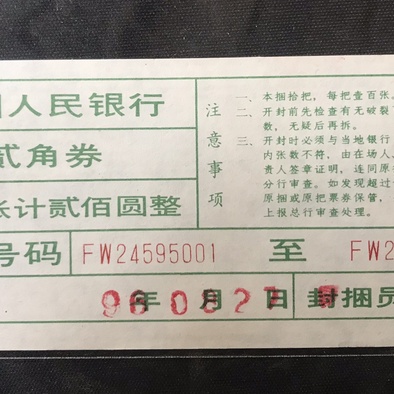 人民银行
贰角券
张计贰佰圆整
号码 FW24595001 至 FW2
96年08月27日 封捆员
注意事项
一、本捆拾把，每把壹百张。
二、开封前先检查有无破裂
数，无疑后再拆。
三、开封时必须与当地银行
内张数不符，由在场人、
贵人签章证明，连同原
分行审查。如发现超过
原捆或原把票券保管，
上报总行审查处理。